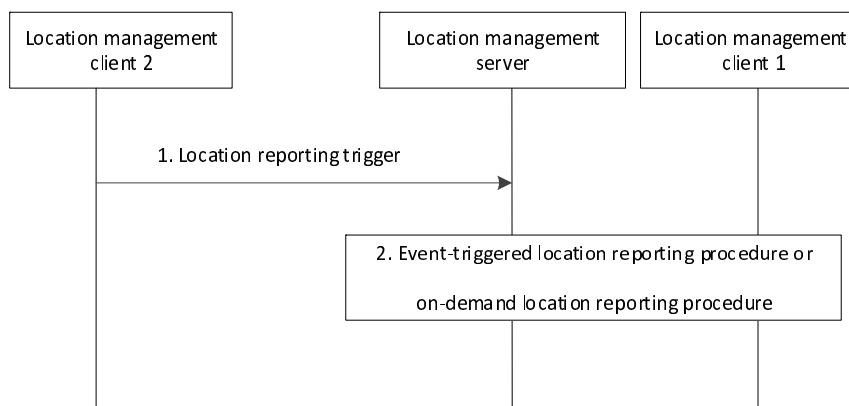 Location management
client 2
Location management
server
Location management
client 1
1. Location reporting trigger
2. Event-triggered location reporting procedure or
on-demand location reporting procedure